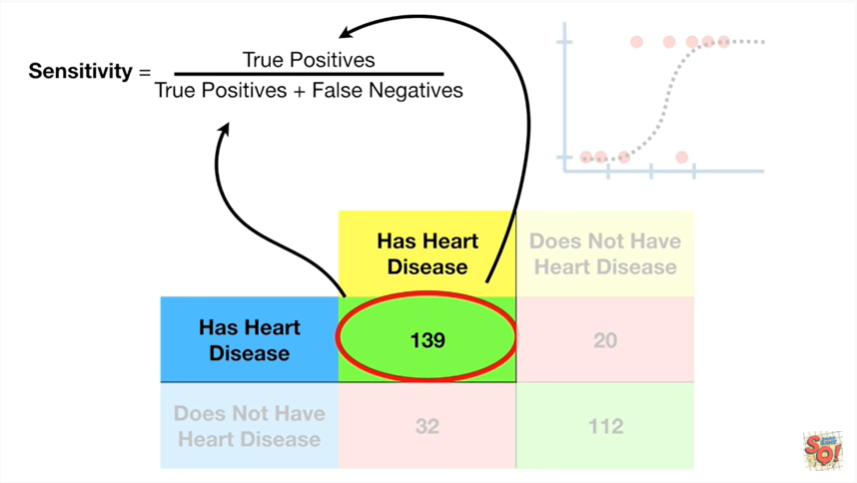 True Positives
Sensitivity =
True Positives + False Negatives
Has Heart
Disease
Does Not Have
Heart Disease
Has Heart
Disease
139
20
Does Not Have
Heart Disease
32
112
SQ!